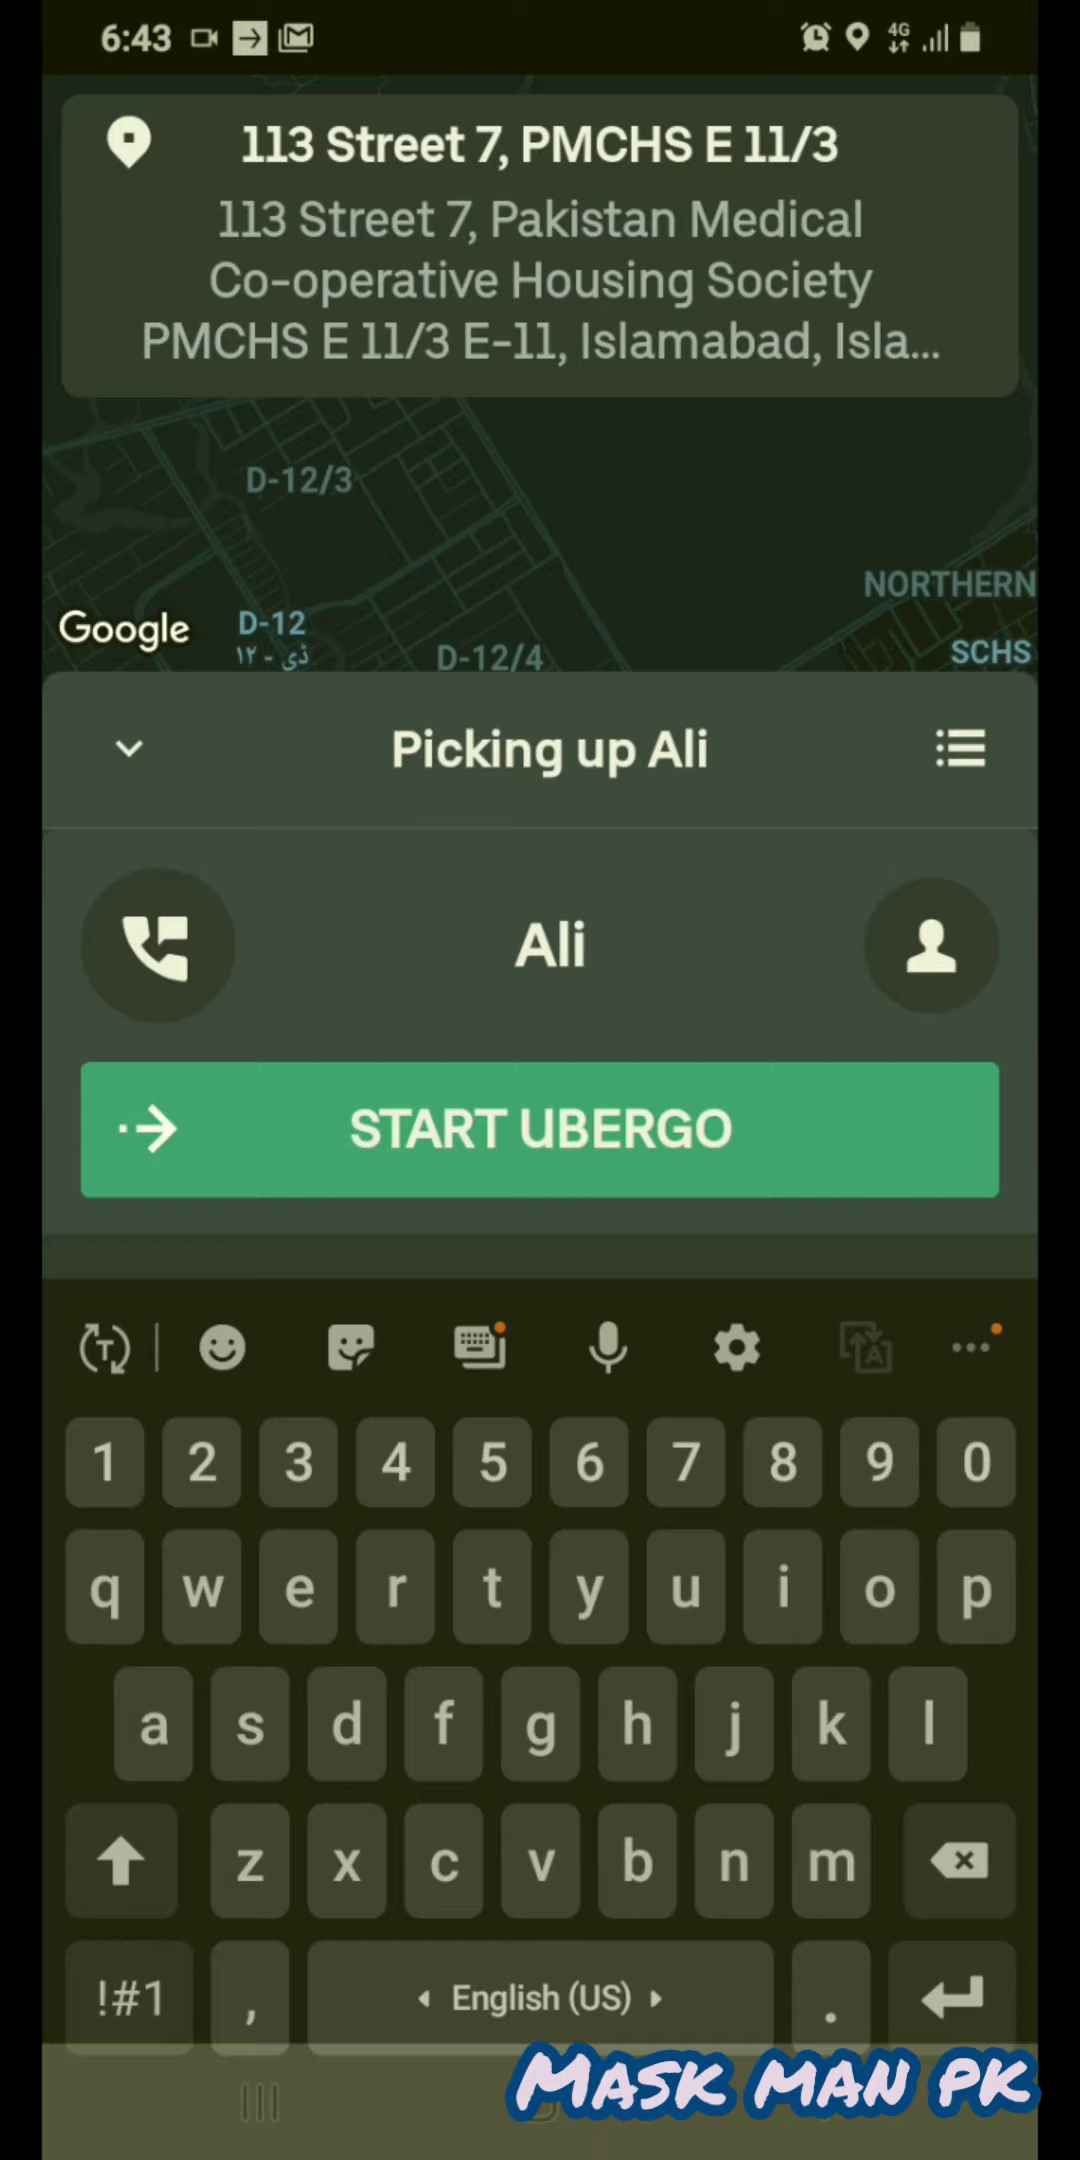 6:43
4G
113 Street 7, PMCHS E 11/3
113 Street 7, Pakistan Medical
Co-operative Housing Society
PMCHS E 11/3 E-11, Islamabad, Isla...
D-12/3
NORTHERN
Google
D-12
ڈی - ۱۲
D-12/4
SCHS
Picking up Ali
Ali
START UBERGO
1 2 3 4 5 6 7 8 9 0
q w e r t y u i o p
a s d f g h j k l
z x c v b n m
!#1 , English (US) .
MASK MAN PK